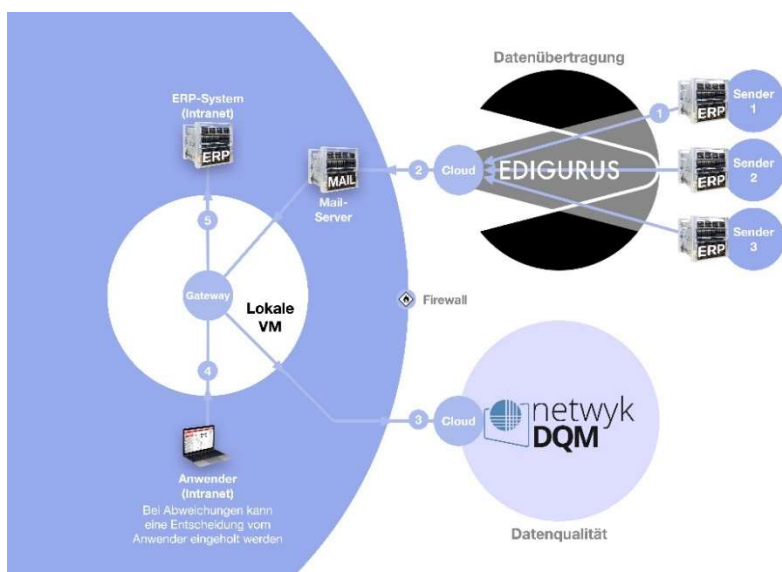 Datenübertragung
ERP-System
(Intranet)
ERP
MAIL
Mail-
Server
2
Cloud
EDIGURUS
1
ERP
Sender
1
ERP
Sender
2
ERP
Sender
3
5
Gateway
Lokale
VM
Firewall
4
3
Cloud
netwyk
DQM
Datenqualität
Anwender
(Intranet)
Bei Abweichungen kann
eine Entscheidung vom
Anwender eingeholt werden